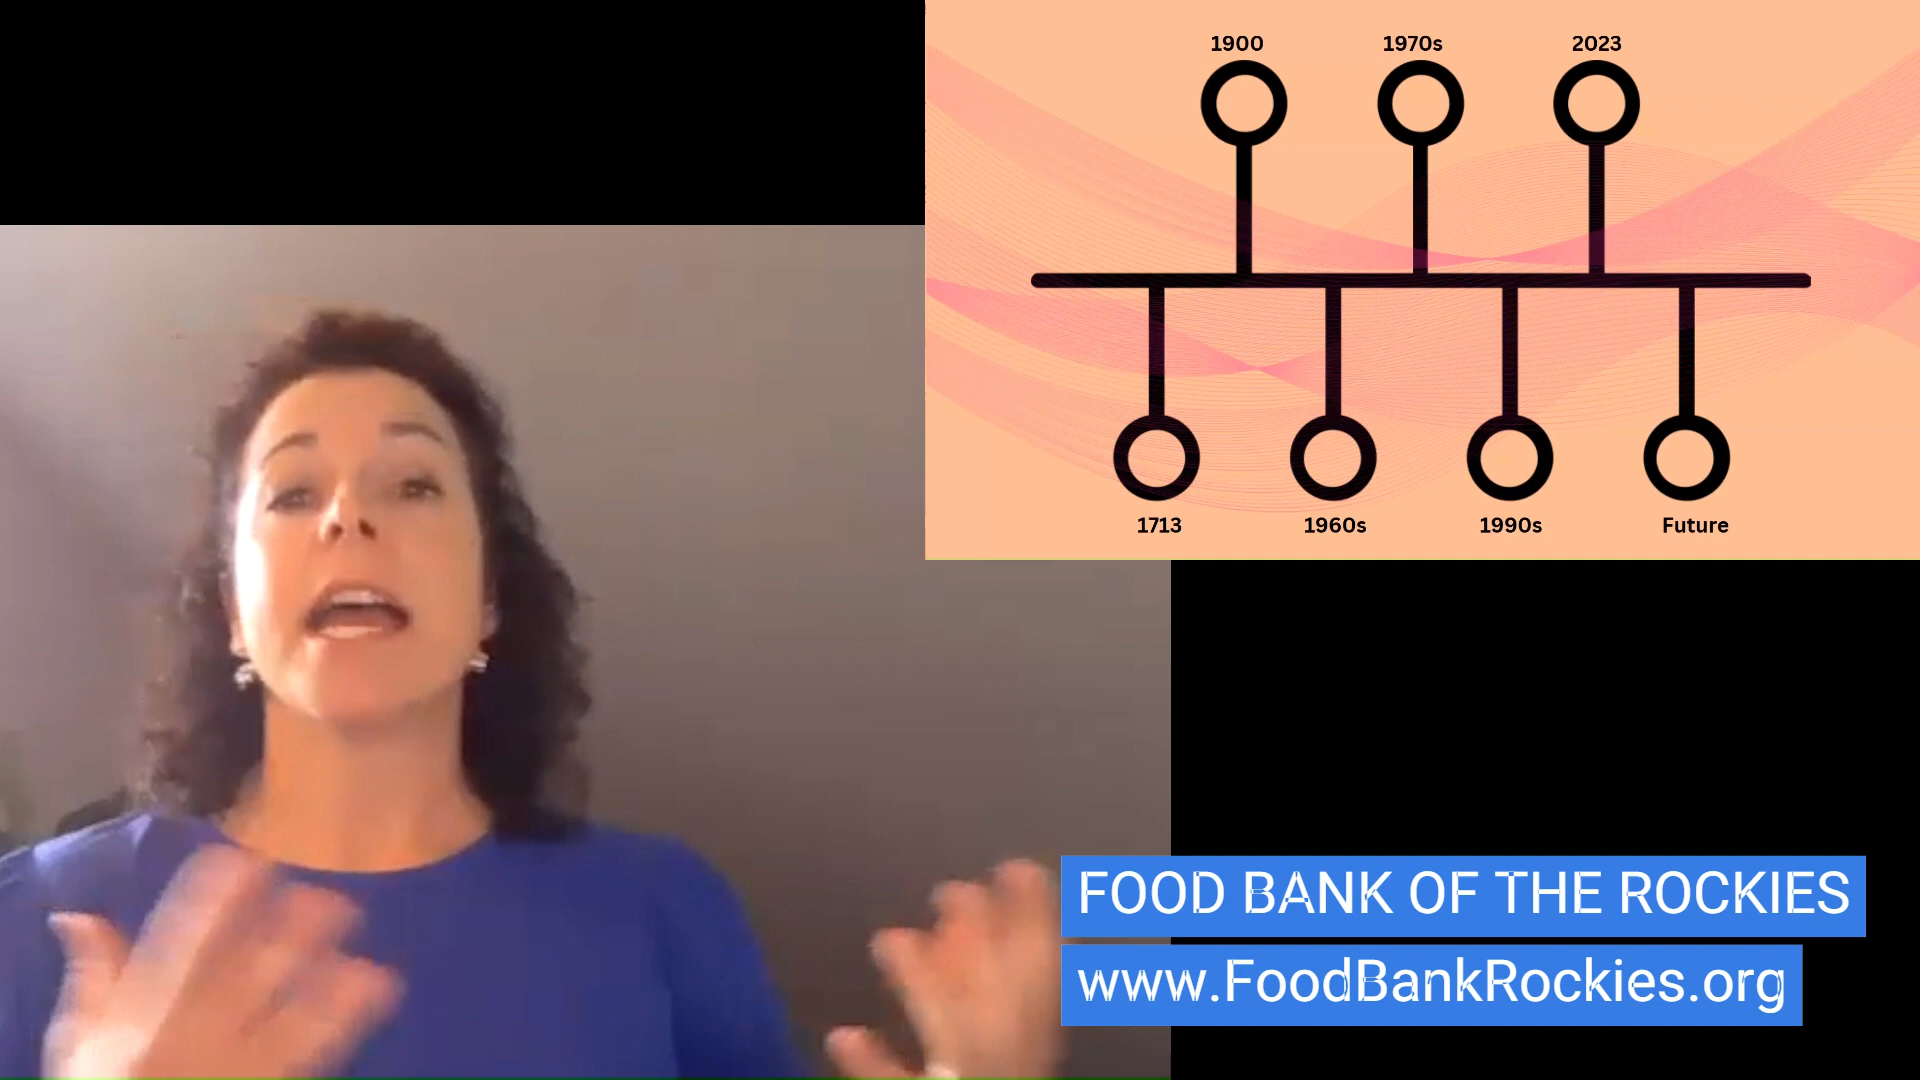 1900 1970s 2023
1713 1960s 1990s Future
FOOD BANK OF THE ROCKIES
www.FoodBankRockies.org